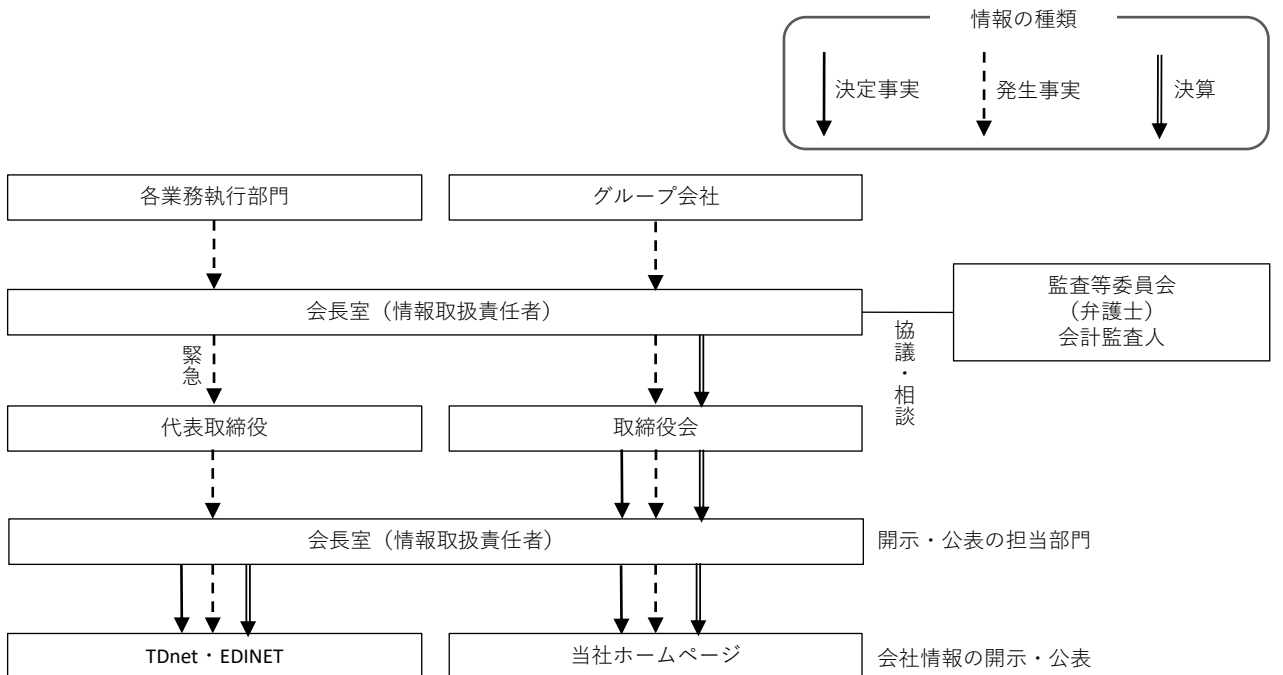 情報の種類
決定事実
発生事実
決算
各業務執行部門
グループ会社
会長室（情報取扱責任者）
監査等委員会
（弁護士）
会計監査人
緊急
協議・相談
代表取締役
取締役会
会長室（情報取扱責任者）
開示・公表の担当部門
TDnet・EDINET
当社ホームページ
会社情報の開示・公表